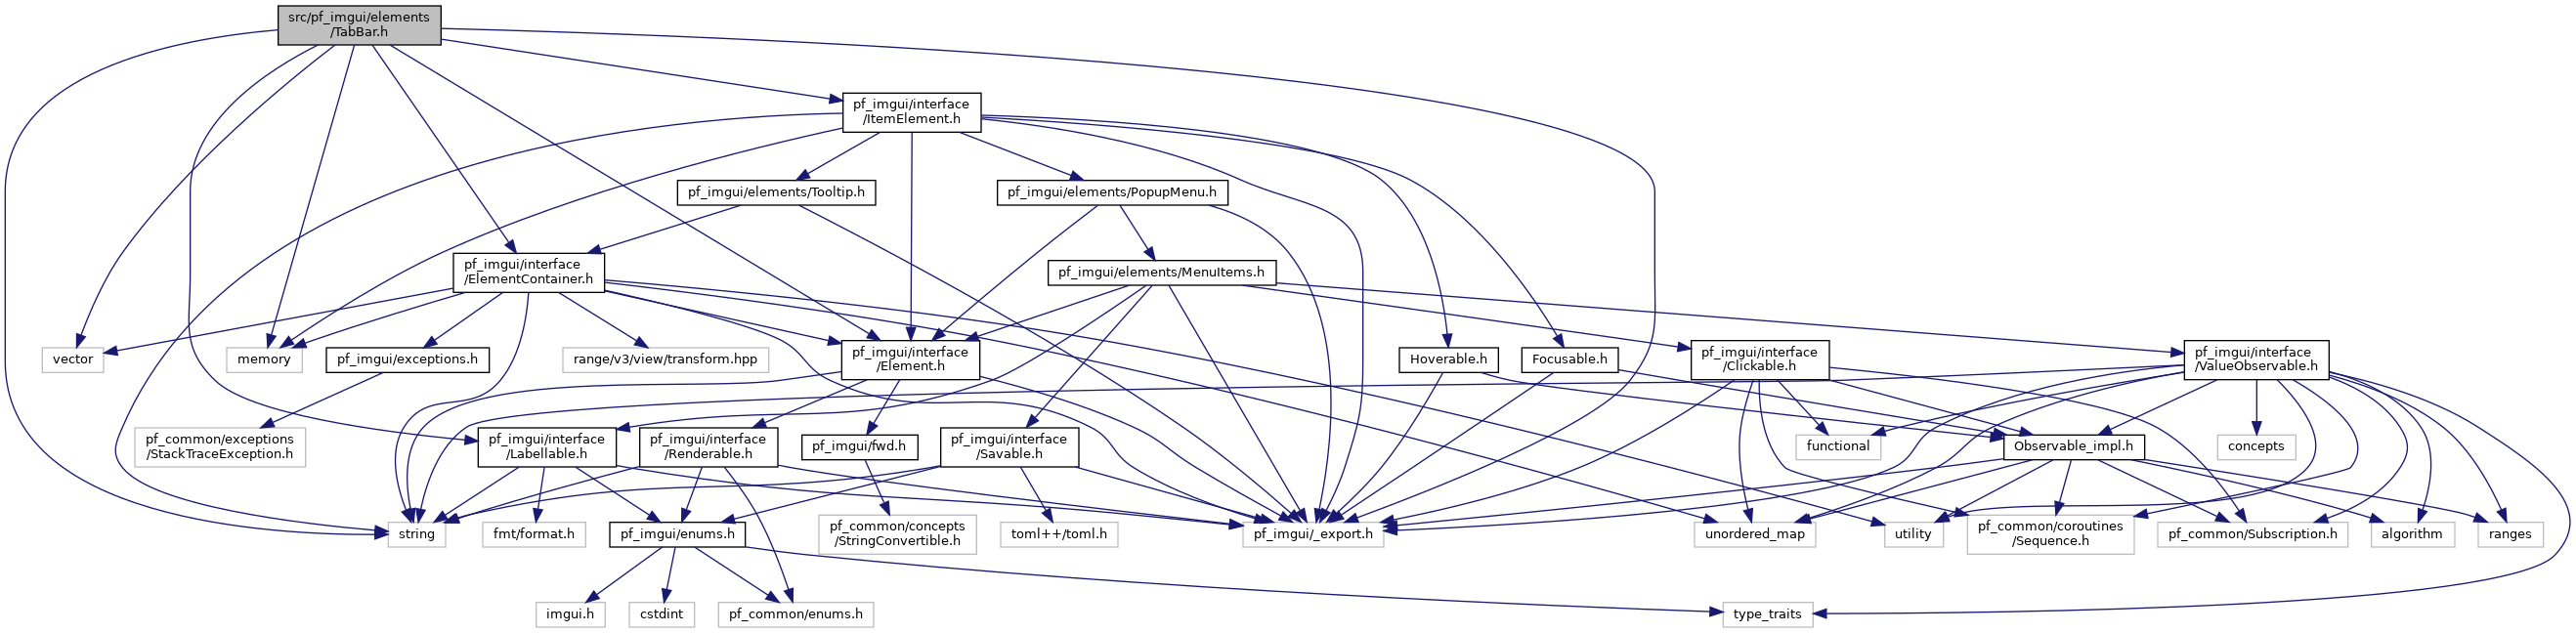 src/pf_imgui/elements
/TabBar.h
pf_imgui/interface
/ItemElement.h
pf_imgui/elements/Tooltip.h
pf_imgui/elements/PopupMenu.h
pf_imgui/interface
/ElementContainer.h
pf_imgui/elements/MenuItems.h
vector
memory
pf_imgui/exceptions.h
range/v3/view/transform.hpp
pf_imgui/interface
/Element.h
Hoverable.h
Focusable.h
pf_imgui/interface
/Clickable.h
pf_imgui/interface
/ValueObservable.h
pf_common/exceptions
/StackTraceException.h
pf_imgui/interface
/Labellable.h
pf_imgui/interface
/Renderable.h
pf_imgui/fwd.h
pf_imgui/interface
/Savable.h
functional
Observable_impl.h
concepts
string
fmt/format.h
pf_imgui/enums.h
pf_common/concepts
/StringConvertible.h
toml++/toml.h
pf_imgui/_export.h
unordered_map
utility
pf_common/coroutines
/Sequence.h
pf_common/Subscription.h
algorithm
ranges
imgui.h
cstdint
pf_common/enums.h
type_traits